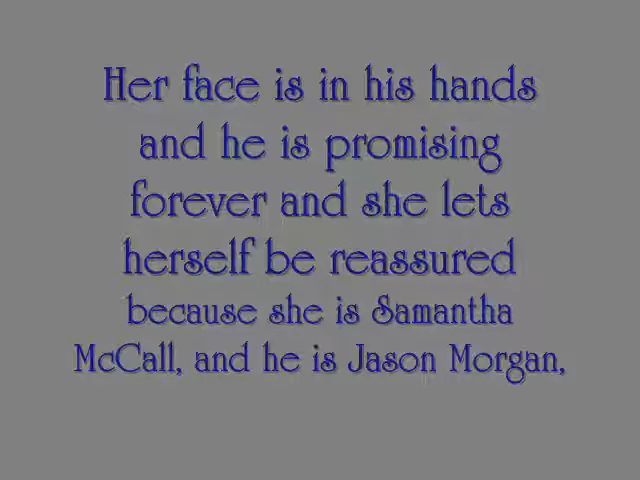 Her face is in his hands
and he is promising
forever and she lets
herself be reassured
because she is Samantha
McCall, and he is Jason Morgan,